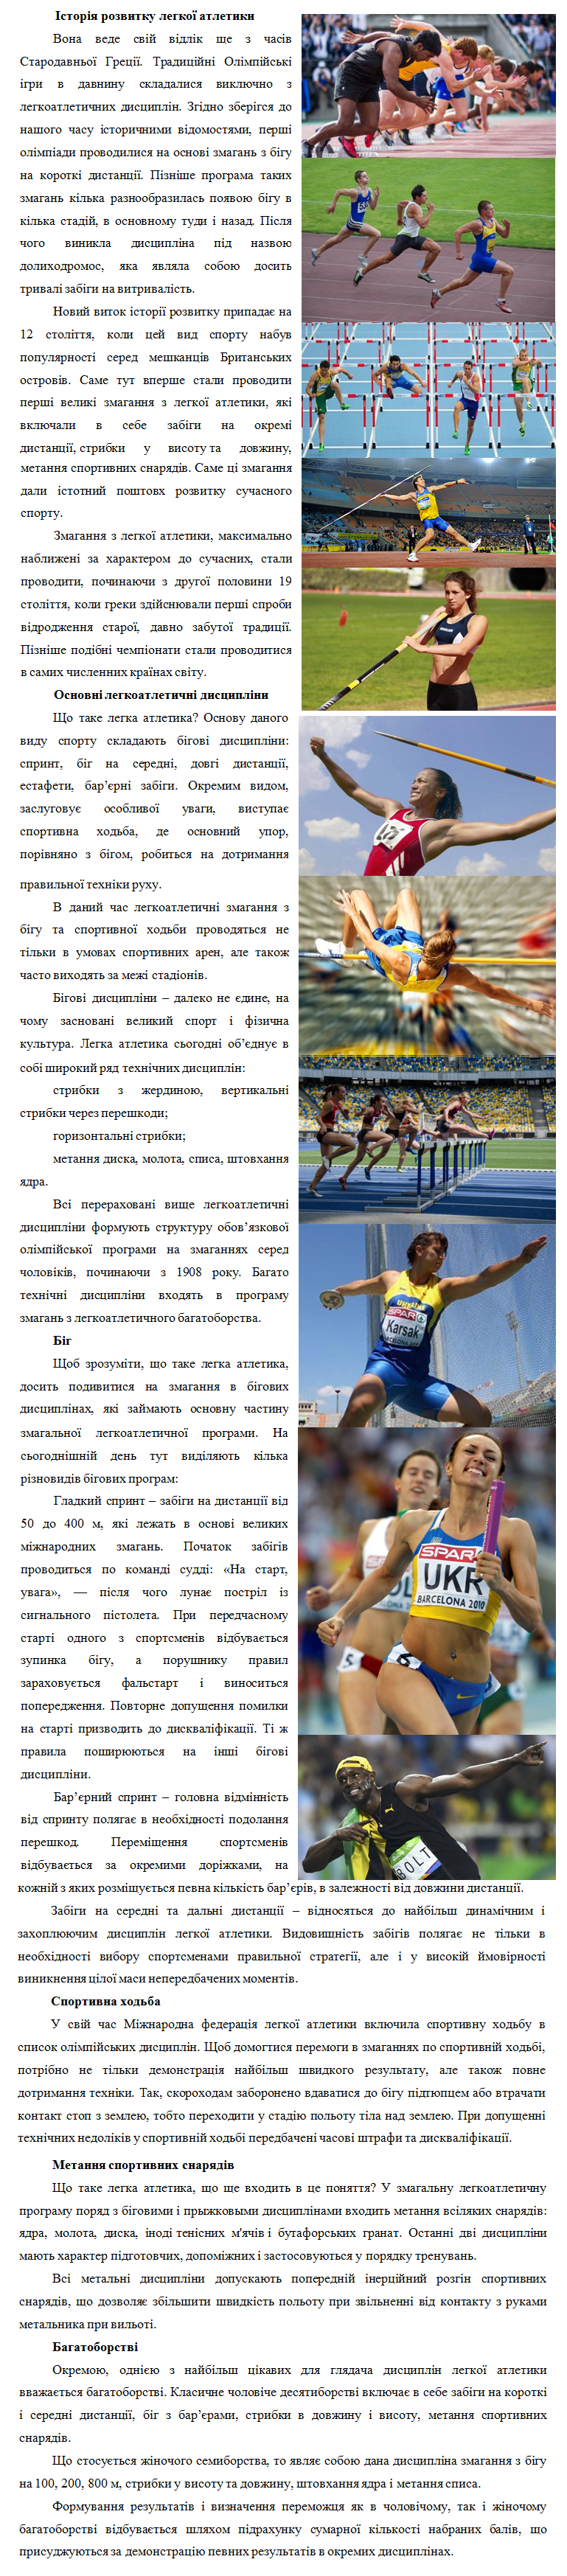 Історія розвитку легкої атлетики
Вона веде свій відлік ще з часів
Стародавньої Греції. Традиційні Олімпійські
ігри в давнину складалися виключно з
легкоатлетичних дисциплін. Згідно зберігся до
нашого часу історичними відомостями, перші
олімпіади проводилися на основі змагань з бігу
на короткі дистанції. Пізніше програма таких
змагань кілька разнообразилась появою бігу в
кілька стадій, в основному туди і назад. Після
чого виникла дисципліна під назвою
долиходромос, яка являла собою досить
тривалі забіги на витривалість.
Новий виток історії розвитку припадає на
12 століття, коли цей вид спорту набув
популярності серед мешканців Британських
островів. Саме тут вперше стали проводити
перші великі змагання з легкої атлетики, які
включали в себе забіги на окремі
дистанції, стрибки у висоту та довжину,
метання спортивних снарядів. Саме ці змагання
дали істотний поштовх розвитку сучасного
спорту.
Змагання з легкої атлетики, максимально
наближені за характером до сучасних, стали
проводити, починаючи з другої половини 19
століття, коли греки здійснювали перші спроби
відродження старої, давно забутої традиції.
Пізніше подібні чемпіонати стали проводитися
в самих численних країнах світу.
Основні легкоатлетичні дисципліни
Що таке легка атлетика? Основу даного
виду спорту складають бігові дисципліни:
спринт, біг на середні, довгі дистанції,
естафети, бар’єрні забіги. Окремим видом,
заслуговує особливої уваги, виступає
спортивна ходьба, де основний упор,
порівняно з бігом, робиться на дотримання
правильної техніки руху.
В даний час легкоатлетичні змагання з
бігу та спортивної ходьби проводяться не
тільки в умовах спортивних арен, але також
часто виходять за межі стадіонів.
Бігові дисципліни – далеко не єдине, на
чому засновані великий спорт і фізична
культура. Легка атлетика сьогодні об’єднує в
собі широкий ряд технічних дисциплін:
стрибки з жердиною, вертикальні
стрибки через перешкоди;
горизонтальні стрибки;
метання диска, молота, списа, штовхання
ядра.
Всі перераховані вище легкоатлетичні
дисципліни формують структуру обов’язкової
олімпійської програми на змаганнях серед
чоловіків, починаючи з 1908 року. Багато
технічні дисципліни входять в програму
змагань з легкоатлетичного багатоборства.
Біг
Щоб зрозуміти, що таке легка атлетика,
досить подивитися на змагання в бігових
дисциплінах, які займають основну частину
змагальної легкоатлетичної програми. На
сьогоднішній день тут виділяють кілька
різновидів бігових програм:
Гладкий спринт – забіги на дистанції від
50 до 400 м, які лежать в основі великих
міжнародних змагань. Початок забігів
проводиться по команді судді: «На старт,
увага», — після чого лунає постріл із
сигнального пістолета. При передчасному
старті одного з спортсменів відбувається
зупинка бігу, а порушнику правил
зараховується фальстарт і виноситься
попередження. Повторне допущення помилки
на старті призводить до дискваліфікації. Ті ж
правила поширюються на інші бігові
дисципліни.
Бар’єрний спринт – головна відмінність
від спринту полягає в необхідності подолання
перешкод. Переміщення спортсменів
відбувається за окремими доріжками, на
кожній з яких розміщується певна кількість бар’єрів, в залежності від довжини дистанції.
Забіги на середні та дальні дистанції – відносяться до найбільш динамічним і
захоплюючим дисциплін легкої атлетики. Видовищність забігів полягає не тільки в
необхідності вибору спортсменами правильної стратегії, але і у високій ймовірності
виникнення цілої маси непередбачених моментів.
Спортивна ходьба
У свій час Міжнародна федерація легкої атлетики включила спортивну ходьбу в
список олімпійських дисциплін. Щоб домогтися перемоги в змаганнях по спортивній ходьбі,
потрібно не тільки демонстрація найбільш швидкого результату, але також повне
дотримання техніки. Так, скороходам заборонено вдаватися до бігу підтюпцем або втрачати
контакт стоп з землею, тобто переходити у стадію польоту тіла над землею. При допущенні
технічних недоліків у спортивній ходьбі передбачені часові штрафи та дискваліфікації.
Метання спортивних снарядів
Що таке легка атлетика, що ще входить в це поняття? У змагальну легкоатлетичну
програму поряд з біговими і прыжковыми дисциплінами входить метання всіляких снарядів:
ядра, молота, диска, іноді тенісних м'ячів і бутафорських гранат. Останні дві дисципліни
мають характер підготовчих, допоміжних і застосовуються у порядку тренувань.
Всі метальні дисципліни допускають попередній інерційний розгін спортивних
снарядів, що дозволяє збільшити швидкість польоту при звільненні від контакту з руками
метальника при вильоті.
Багатоборстві
Окремою, однією з найбільш цікавих для глядача дисциплін легкої атлетики
вважається багатоборстві. Класичне чоловіче десятиборстві включає в себе забіги на короткі
і середні дистанції, біг з бар’єрами, стрибки в довжину і висоту, метання спортивних
снарядів.
Що стосується жіночого семиборства, то являє собою дана дисципліна змагання з бігу
на 100, 200, 800 м, стрибки у висоту та довжину, штовхання ядра і метання списа.
Формування результатів і визначення переможця як в чоловічому, так і жіночому
багатоборстві відбувається шляхом підрахунку сумарної кількості набраних балів, що
присуджуються за демонстрацію певних результатів в окремих дисциплінах.
UKRAINE
SPAR
Karsak
BARCELONA 2010
SPAR
UKR
BARCELONA 2010
BOLT